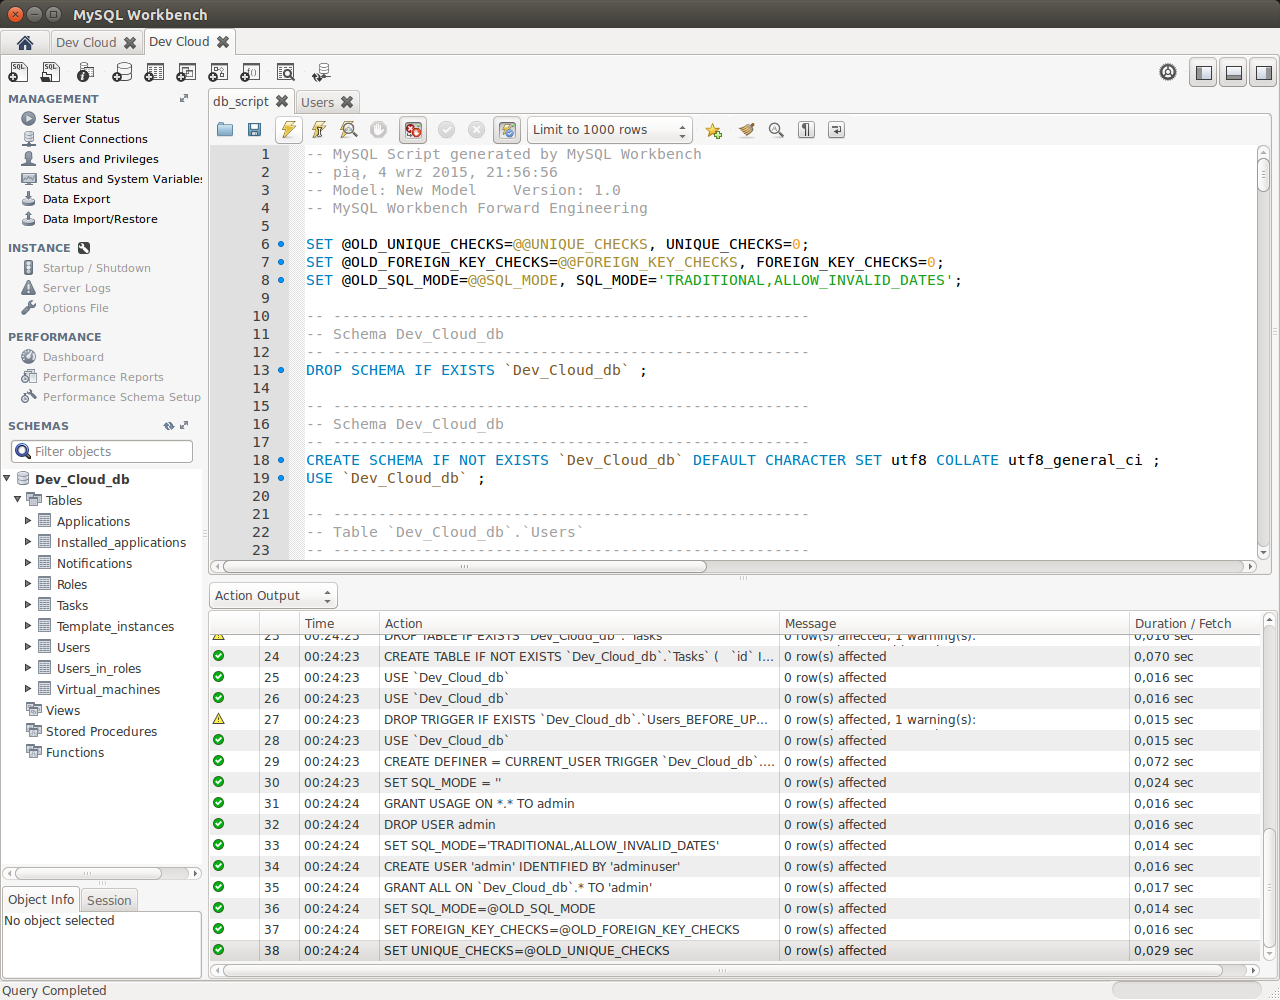 MySQL Workbench
Dev Cloud
Dev Cloud
MANAGEMENT
Server Status
Client Connections
Users and Privileges
Status and System Variables
Data Export
Data Import/Restore
INSTANCE
Startup / Shutdown
Server Logs
Options File
PERFORMANCE
Dashboard
Performance Reports
Performance Schema Setup
SCHEMAS
Filter objects
Dev_Cloud_db
Tables
Applications
Installed_applications
Notifications
Roles
Tasks
Template_instances
Users
Users_in_roles
Virtual_machines
Views
Stored Procedures
Functions
Object Info
Session
No object selected
db_script
Users
Limit to 1000 rows
1 -- MySQL Script generated by MySQL Workbench
2 -- pią, 4 wrz 2015, 21:56:56
3 -- Model: New Model    Version: 1.0
4 -- MySQL Workbench Forward Engineering
5
6 SET @OLD_UNIQUE_CHECKS=@@UNIQUE_CHECKS, UNIQUE_CHECKS=0;
7 SET @OLD_FOREIGN_KEY_CHECKS=@@FOREIGN_KEY_CHECKS, FOREIGN_KEY_CHECKS=0;
8 SET @OLD_SQL_MODE=@@SQL_MODE, SQL_MODE='TRADITIONAL,ALLOW_INVALID_DATES';
9
10 -- -----------------------------------------------------
11 -- Schema Dev_Cloud_db
12 -- -----------------------------------------------------
13 DROP SCHEMA IF EXISTS `Dev_Cloud_db` ;
14
15 -- -----------------------------------------------------
16 -- Schema Dev_Cloud_db
17 -- -----------------------------------------------------
18 CREATE SCHEMA IF NOT EXISTS `Dev_Cloud_db` DEFAULT CHARACTER SET utf8 COLLATE utf8_general_ci ;
19 USE `Dev_Cloud_db` ;
20
21 -- -----------------------------------------------------
22 -- Table `Dev_Cloud_db`.`Users`
23 -- -----------------------------------------------------
Action Output
Time Action Message Duration / Fetch
23 00:24:23 DROP TABLE IF EXISTS `Dev_Cloud_db`.`Tasks` 0 row(s) affected, 1 warning(s): 0,016 sec
24 00:24:23 CREATE TABLE IF NOT EXISTS `Dev_Cloud_db`.`Tasks` (   `id` I... 0 row(s) affected 0,070 sec
25 00:24:23 USE `Dev_Cloud_db` 0 row(s) affected 0,016 sec
26 00:24:23 USE `Dev_Cloud_db` 0 row(s) affected 0,016 sec
27 00:24:23 DROP TRIGGER IF EXISTS `Dev_Cloud_db`.`Users_BEFORE_UP... 0 row(s) affected, 1 warning(s): 0,015 sec
28 00:24:23 USE `Dev_Cloud_db` 0 row(s) affected 0,015 sec
29 00:24:23 CREATE DEFINER = CURRENT_USER TRIGGER `Dev_Cloud_db`.... 0 row(s) affected 0,072 sec
30 00:24:23 SET SQL_MODE = '' 0 row(s) affected 0,024 sec
31 00:24:24 GRANT USAGE ON *.* TO admin 0 row(s) affected 0,016 sec
32 00:24:24 DROP USER admin 0 row(s) affected 0,016 sec
33 00:24:24 SET SQL_MODE='TRADITIONAL,ALLOW_INVALID_DATES' 0 row(s) affected 0,014 sec
34 00:24:24 CREATE USER 'admin' IDENTIFIED BY 'adminuser' 0 row(s) affected 0,016 sec
35 00:24:24 GRANT ALL ON `Dev_Cloud_db`.* TO 'admin' 0 row(s) affected 0,017 sec
36 00:24:24 SET SQL_MODE=@OLD_SQL_MODE 0 row(s) affected 0,014 sec
37 00:24:24 SET FOREIGN_KEY_CHECKS=@OLD_FOREIGN_KEY_CHECKS 0 row(s) affected 0,016 sec
38 00:24:24 SET UNIQUE_CHECKS=@OLD_UNIQUE_CHECKS 0 row(s) affected 0,029 sec
Query Completed